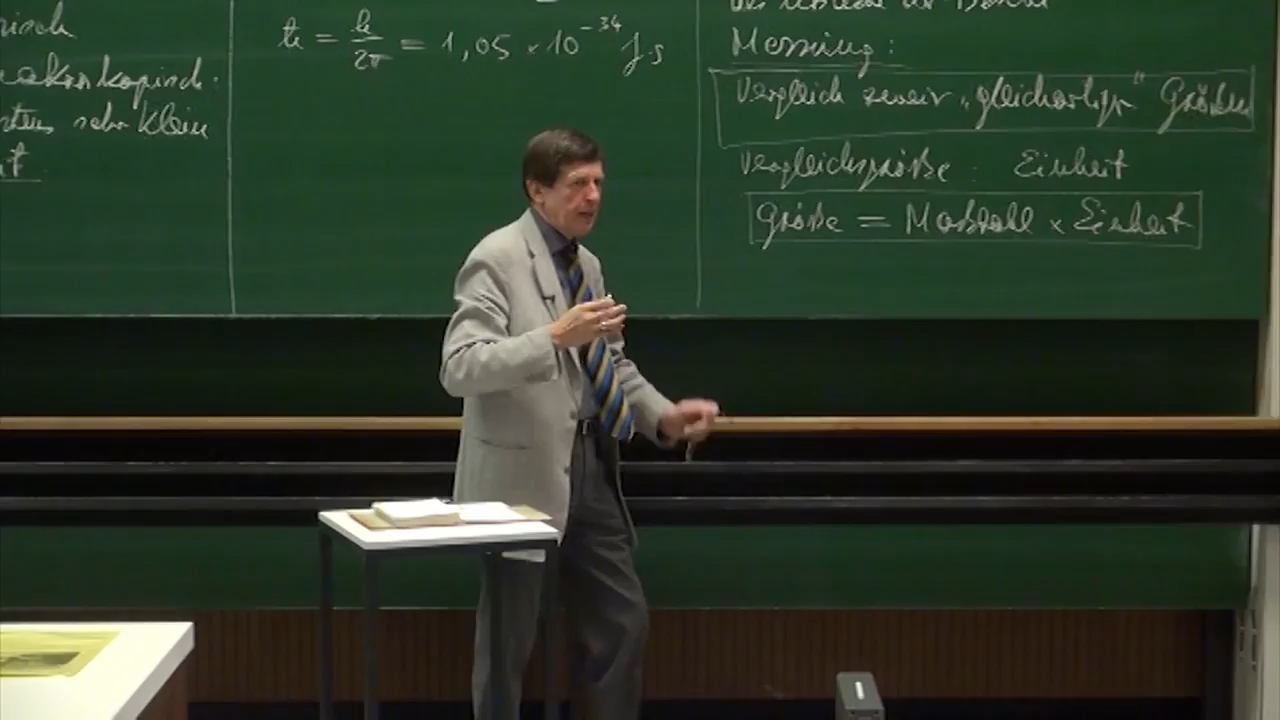 sehr klein
ħ = h/2π = 1,05 × 10⁻³⁴ J·s
Messung:
Vergleich zweier „gleichartiger" Größen
Vergleichsgröße : Einheit
Größe = Maßzahl × Einheit